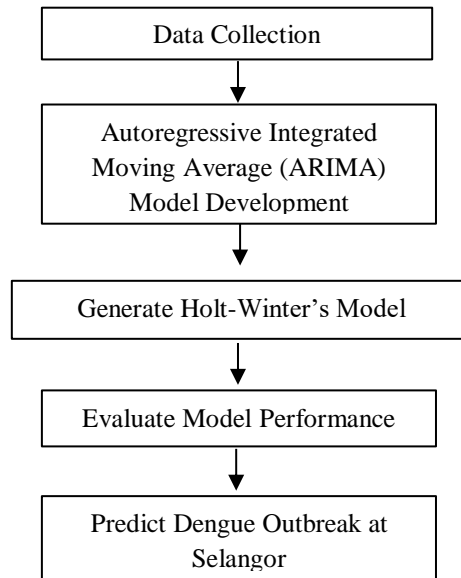 Data Collection
Autoregressive Integrated
Moving Average (ARIMA)
Model Development
Generate Holt-Winter's Model
Evaluate Model Performance
Predict Dengue Outbreak at
Selangor